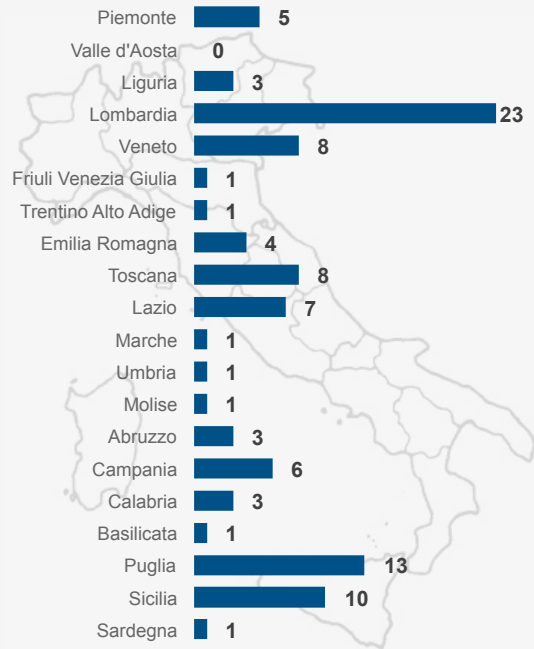 Piemonte 5
Valle d'Aosta 0
Liguria 3
Lombardia 23
Veneto 8
Friuli Venezia Giulia 1
Trentino Alto Adige 1
Emilia Romagna 4
Toscana 8
Lazio 7
Marche 1
Umbria 1
Molise 1
Abruzzo 3
Campania 6
Calabria 3
Basilicata 1
Puglia 13
Sicilia 10
Sardegna 1